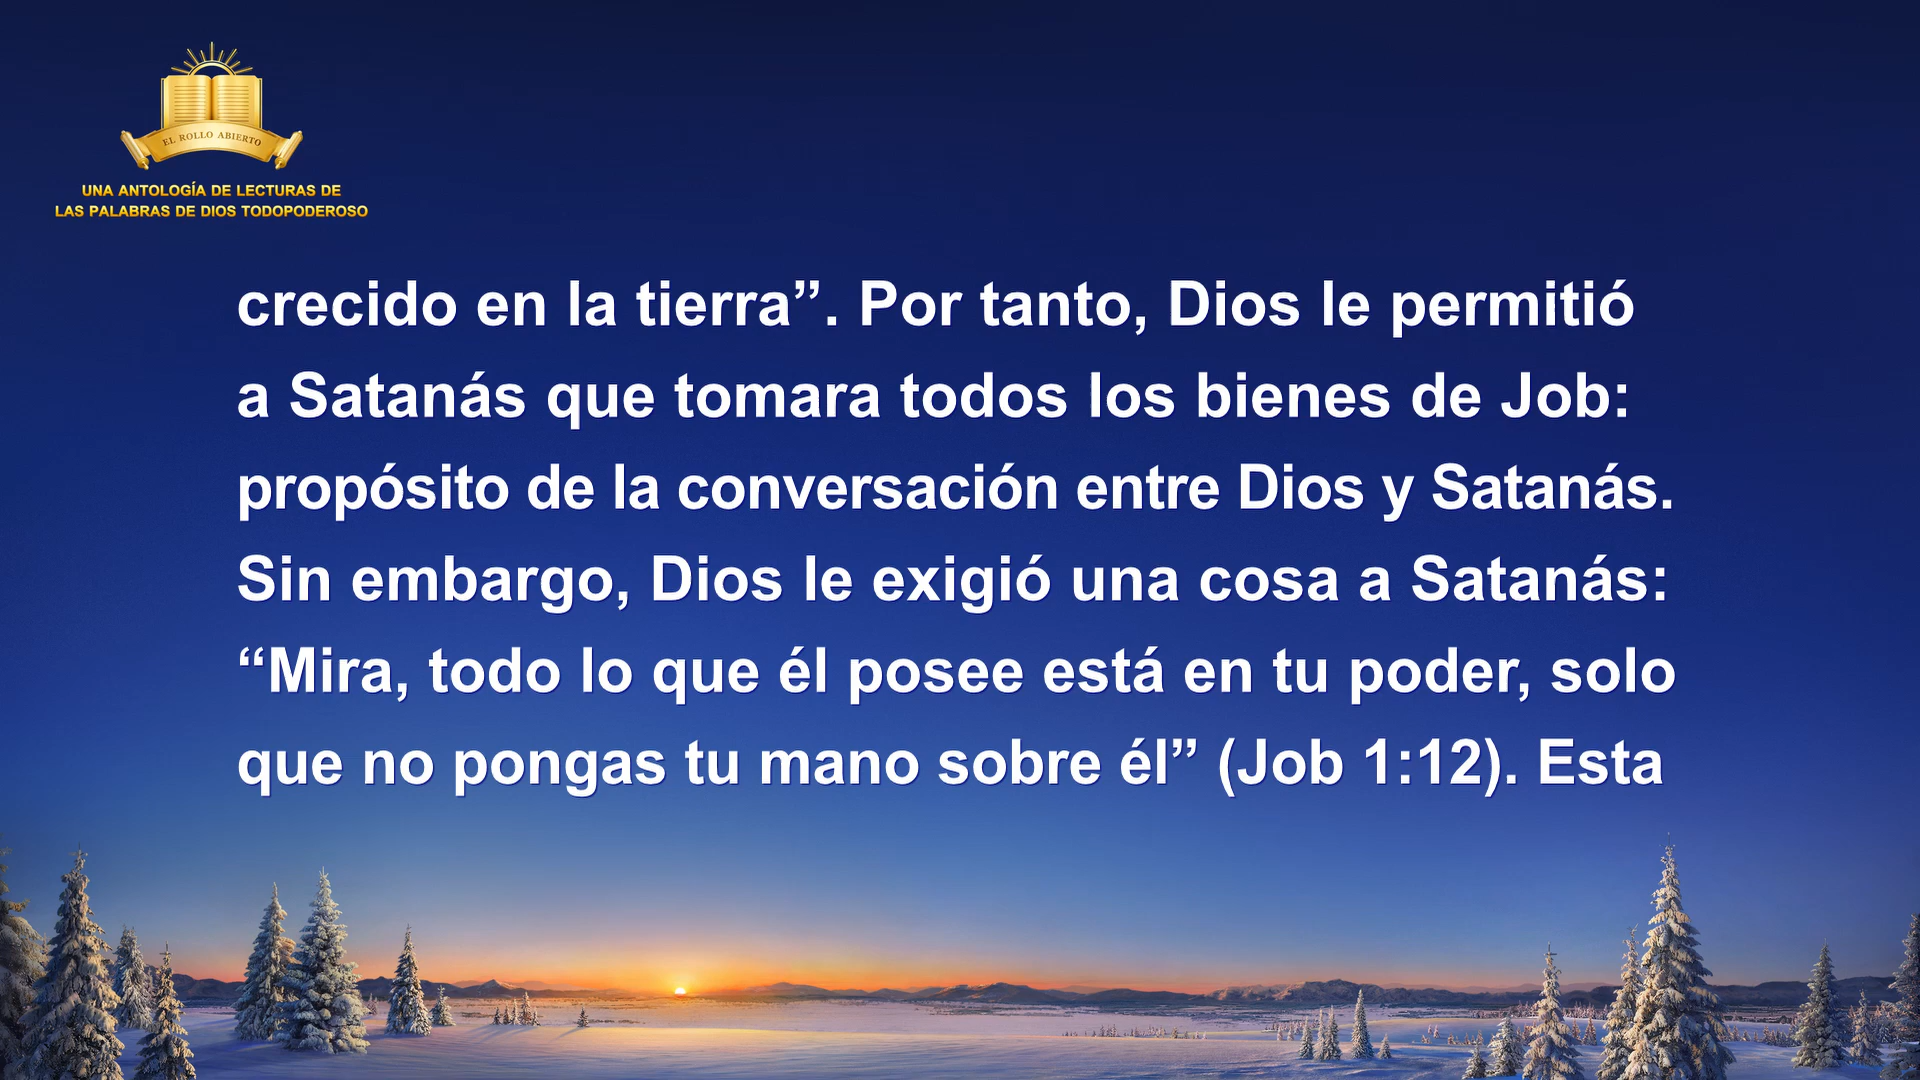 EL ROLLO ABIERTO
UNA ANTOLOGÍA DE LECTURAS DE
LAS PALABRAS DE DIOS TODOPODEROSO
crecido en la tierra”. Por tanto, Dios le permitió
a Satanás que tomara todos los bienes de Job:
propósito de la conversación entre Dios y Satanás.
Sin embargo, Dios le exigió una cosa a Satanás:
“Mira, todo lo que él posee está en tu poder, solo
que no pongas tu mano sobre él” (Job 1:12). Esta